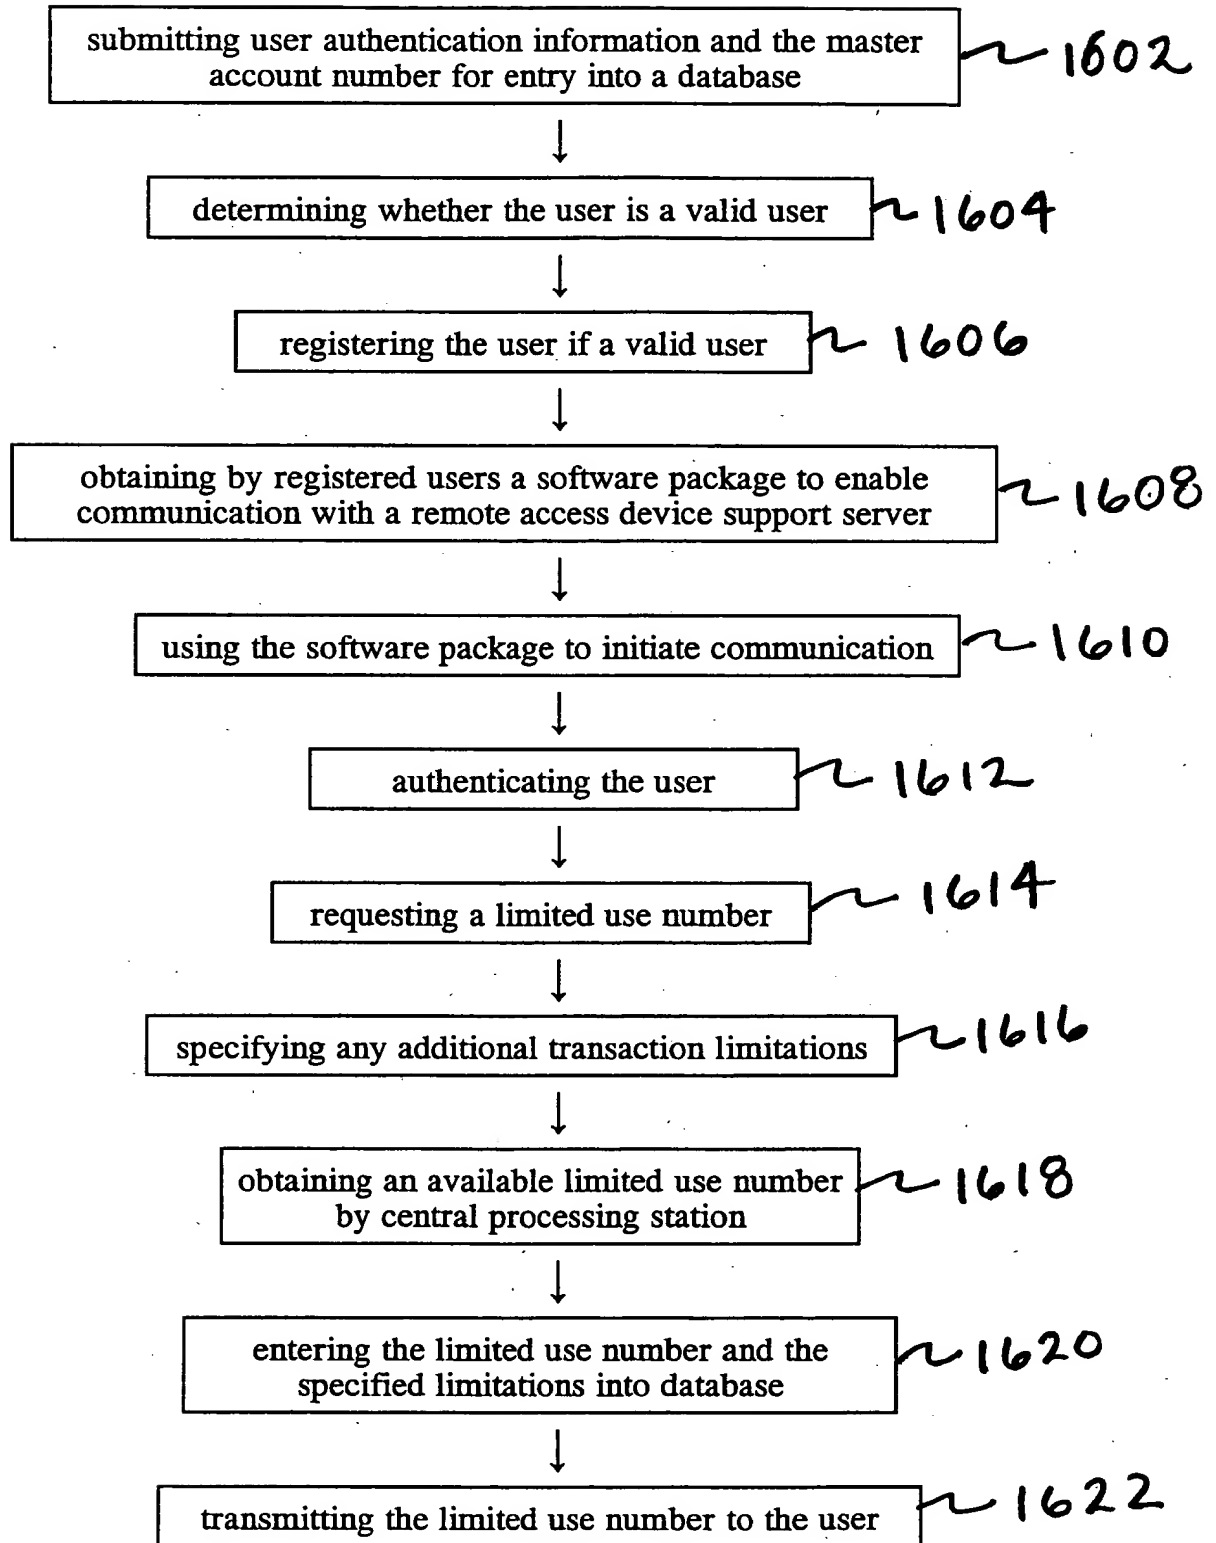 submitting user authentication information and the master
account number for entry into a database
1602
determining whether the user is a valid user
1604
registering the user if a valid user
1606
obtaining by registered users a software package to enable
communication with a remote access device support server
1608
using the software package to initiate communication
1610
authenticating the user
1612
requesting a limited use number
1614
specifying any additional transaction limitations
1616
obtaining an available limited use number
by central processing station
1618
entering the limited use number and the
specified limitations into database
1620
transmitting the limited use number to the user
1622